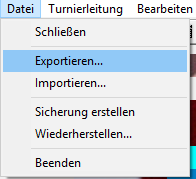 Datei Turnierleitung Bearbeiten
Schließen
Exportieren...
Importieren...
Sicherung erstellen
Wiederherstellen...
Beenden